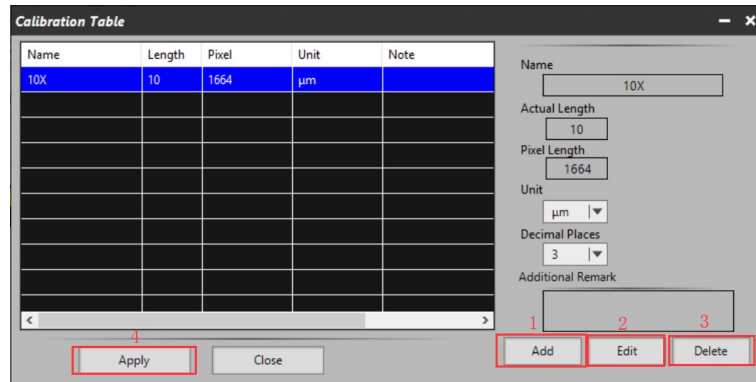 Calibration Table
Name Length Pixel Unit Note
10X 10 1664 μm
Name
10X
Actual Length
10
Pixel Length
1664
Unit
μm
Decimal Places
3
Additional Remark
1 2 3
Add Edit Delete
4
Apply Close